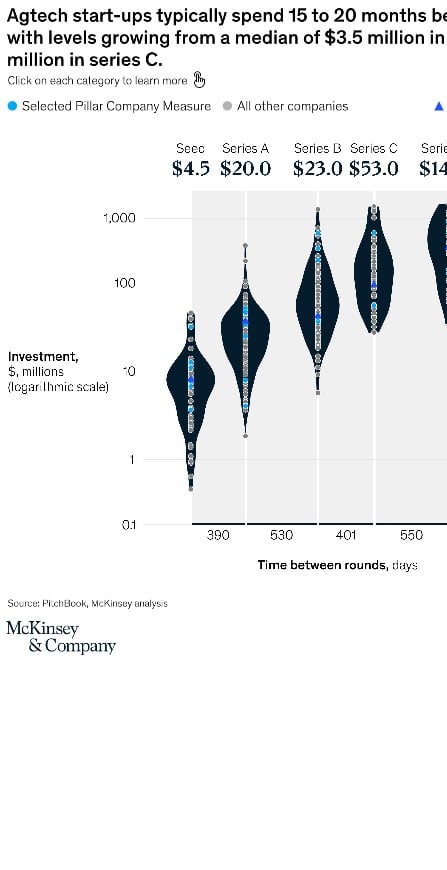 Agtech start-ups typically spend 15 to 20 months be
with levels growing from a median of $3.5 million in
million in series C.
Click on each category to learn more
Selected Pillar Company Measure All other companies
Seed Series A Series B Series C Serie
$4.5 $20.0 $23.0 $53.0 $14
1,000
100
Investment,
$, millions
(logarithmic scale)
10
1
0.1
390 530 401 550
Time between rounds, days
Source: PitchBook, McKinsey analysis
McKinsey
& Company